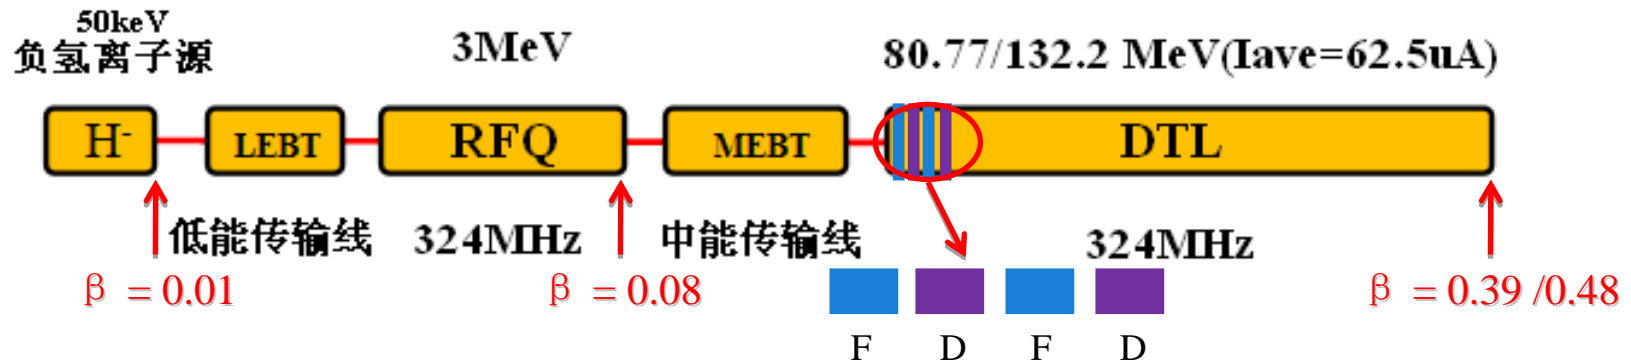 50keV
负氢离子源
3MeV
80.77/132.2 MeV(Iave=62.5uA)
H-
LEBT
RFQ
MEBT
DTL
低能传输线
324MHz
中能传输线
324MHz
β = 0.01
β = 0.08
β = 0.39 /0.48
F D F D